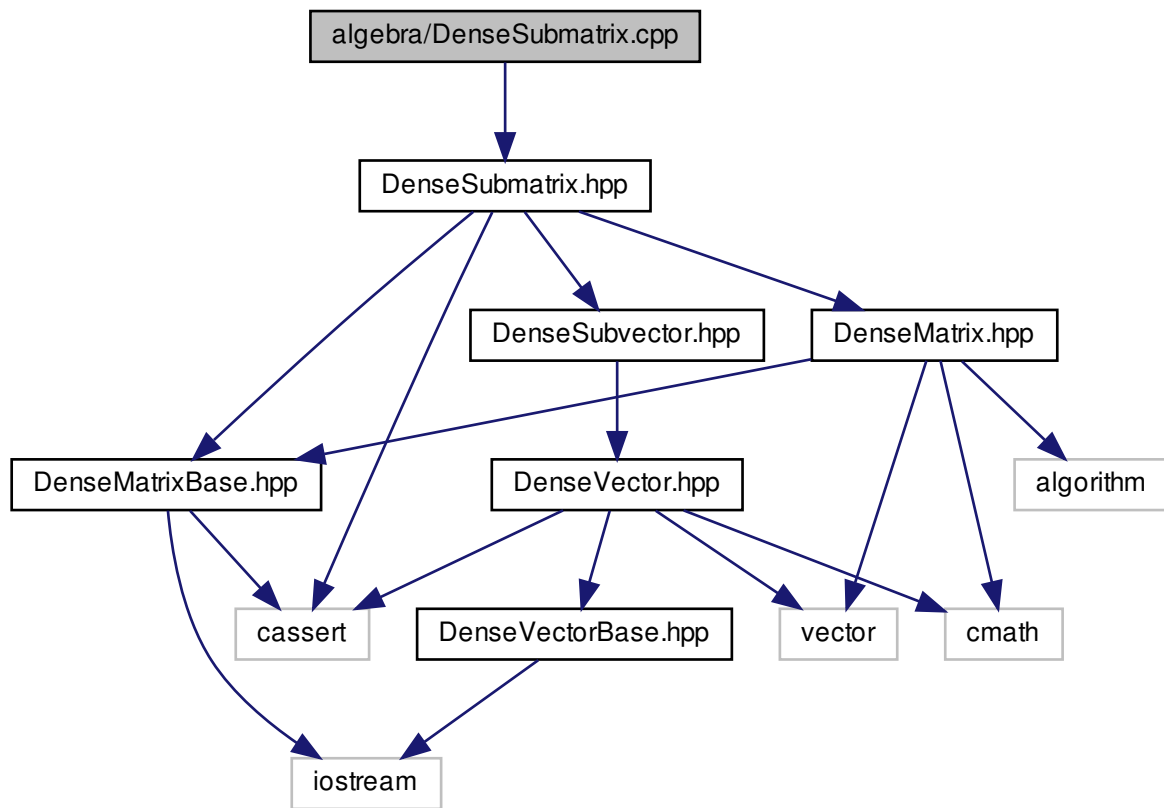 algebra/DenseSubmatrix.cpp
DenseSubmatrix.hpp
DenseSubvector.hpp
DenseMatrix.hpp
DenseMatrixBase.hpp
DenseVector.hpp
algorithm
cassert
DenseVectorBase.hpp
vector
cmath
iostream